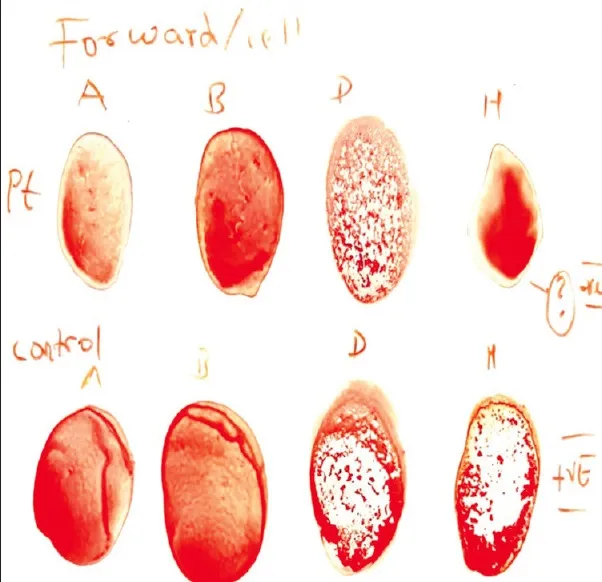 Forward/cell
A B D H
Pt
?
control
A B D H
+VE